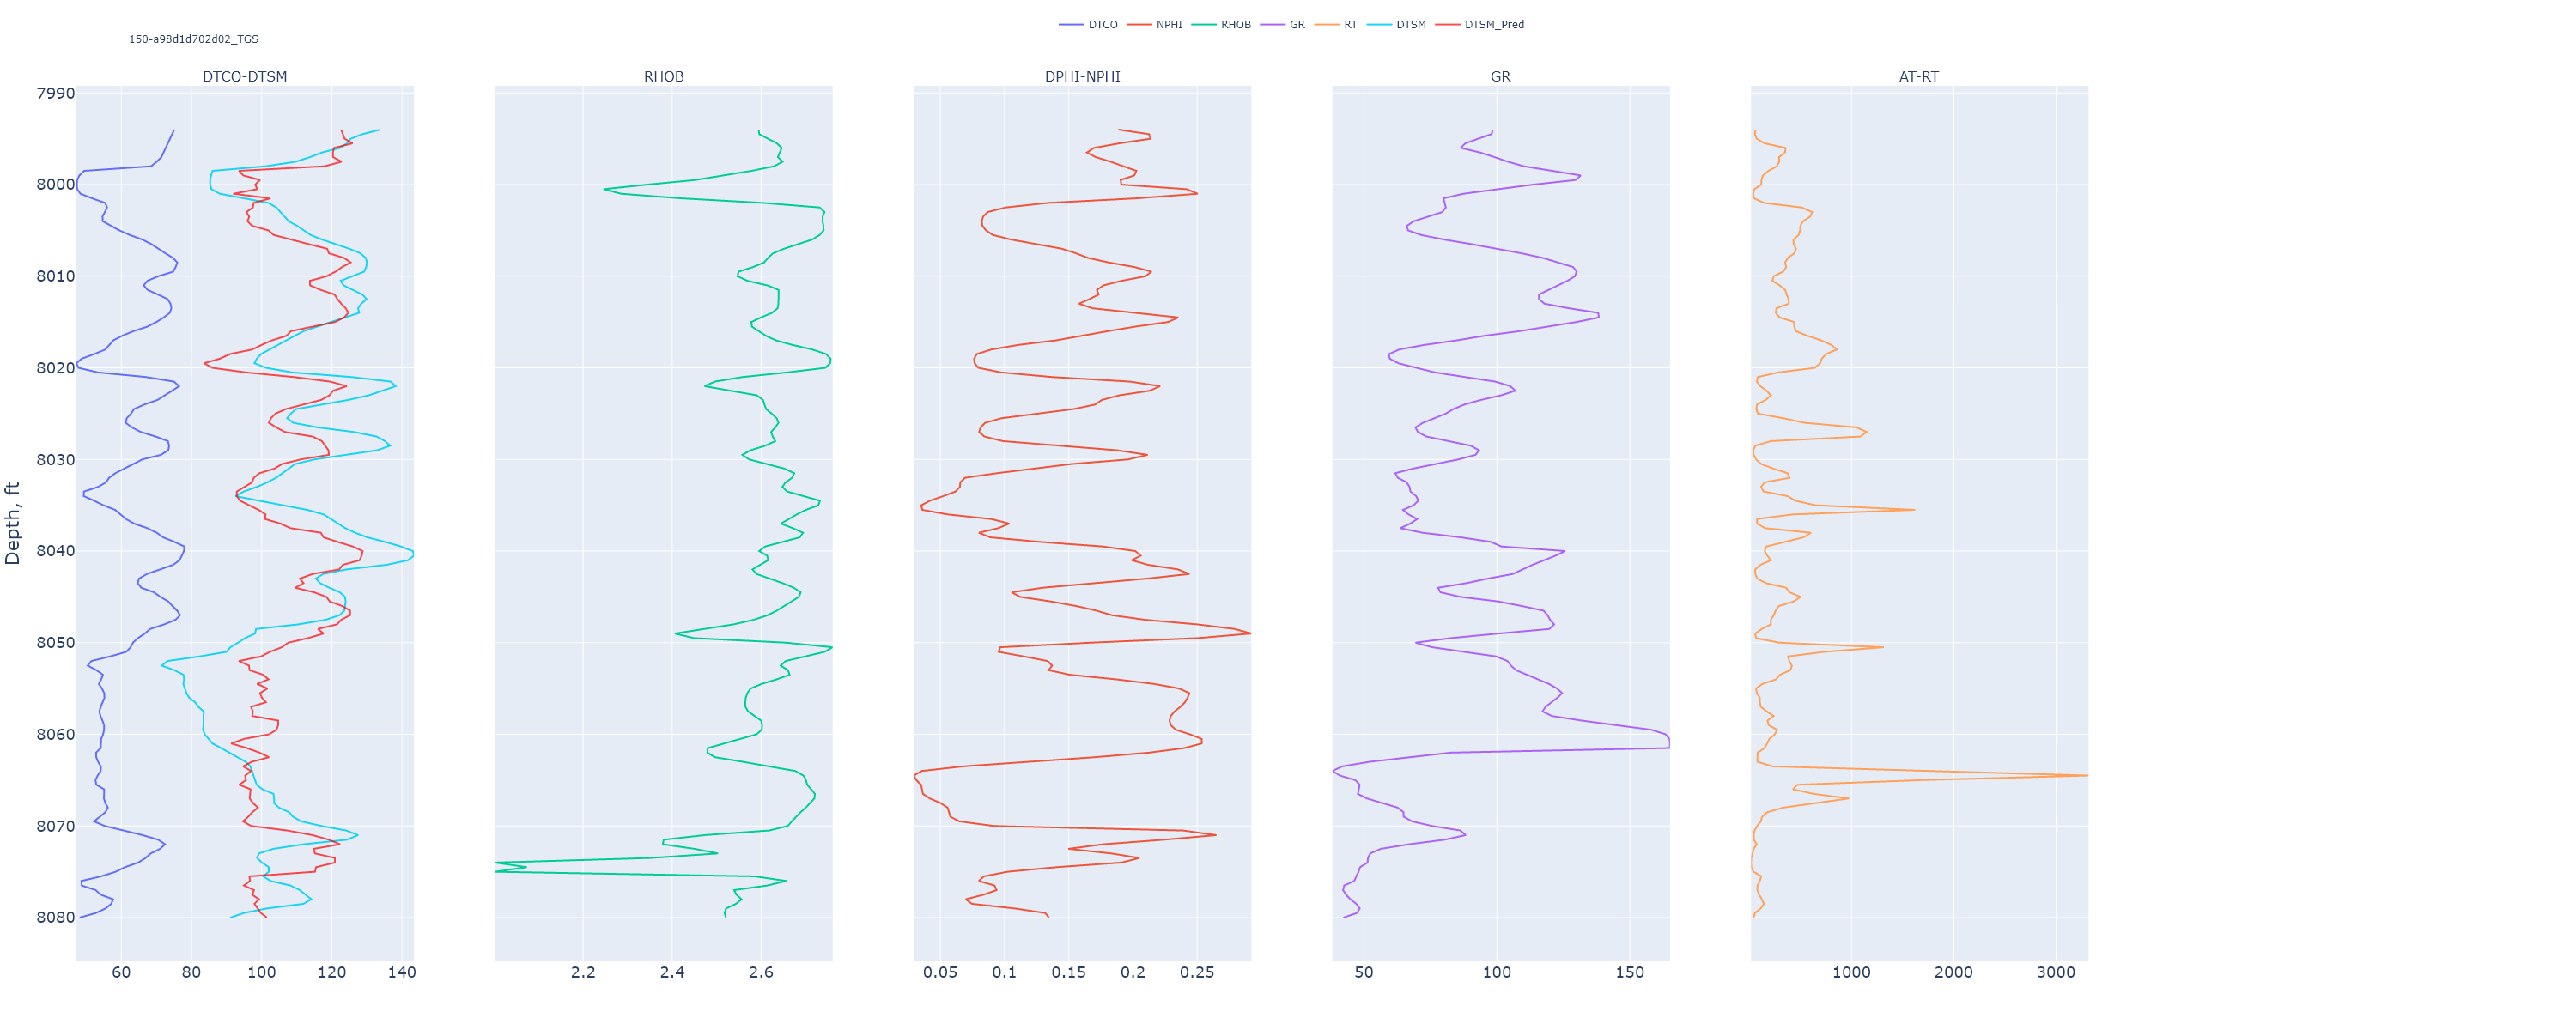 DTCO NPHI RHOB GR RT DTSM DTSM_Pred
150-a98d1d702d02_TGS
DTCO-DTSM RHOB DPHI-NPHI GR AT-RT
7990
8000
8010
8020
8030
8040
8050
8060
8070
8080
Depth, ft
60 80 100 120 140 2.2 2.4 2.6 0.05 0.1 0.15 0.2 0.25 50 100 150 1000 2000 3000